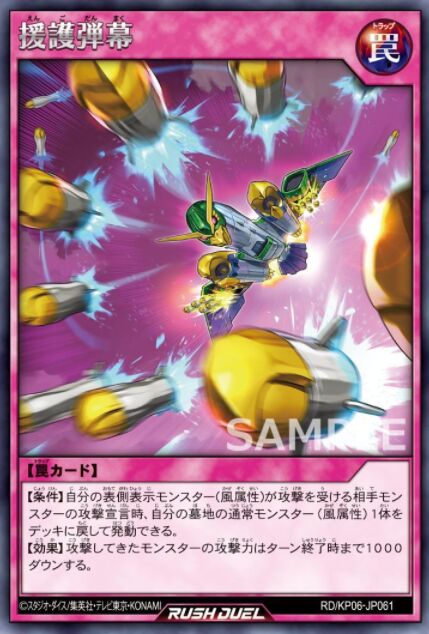 援護弾幕
えんごだんまく
トラップ
罠
SAMPLE
【罠カード】
【条件】自分の表側表示モンスター(風属性)が攻撃を受ける相手モン
スターの攻撃宣言時、自分の墓地の通常モンスター(風属性)1体を
デッキに戻して発動できる。
【効果】攻撃してきたモンスターの攻撃力はターン終了時まで1000
ダウンする。
©スタジオ・ダイス/集英社・テレビ東京・KONAMI
RUSH DUEL
RD/KP06-JP061